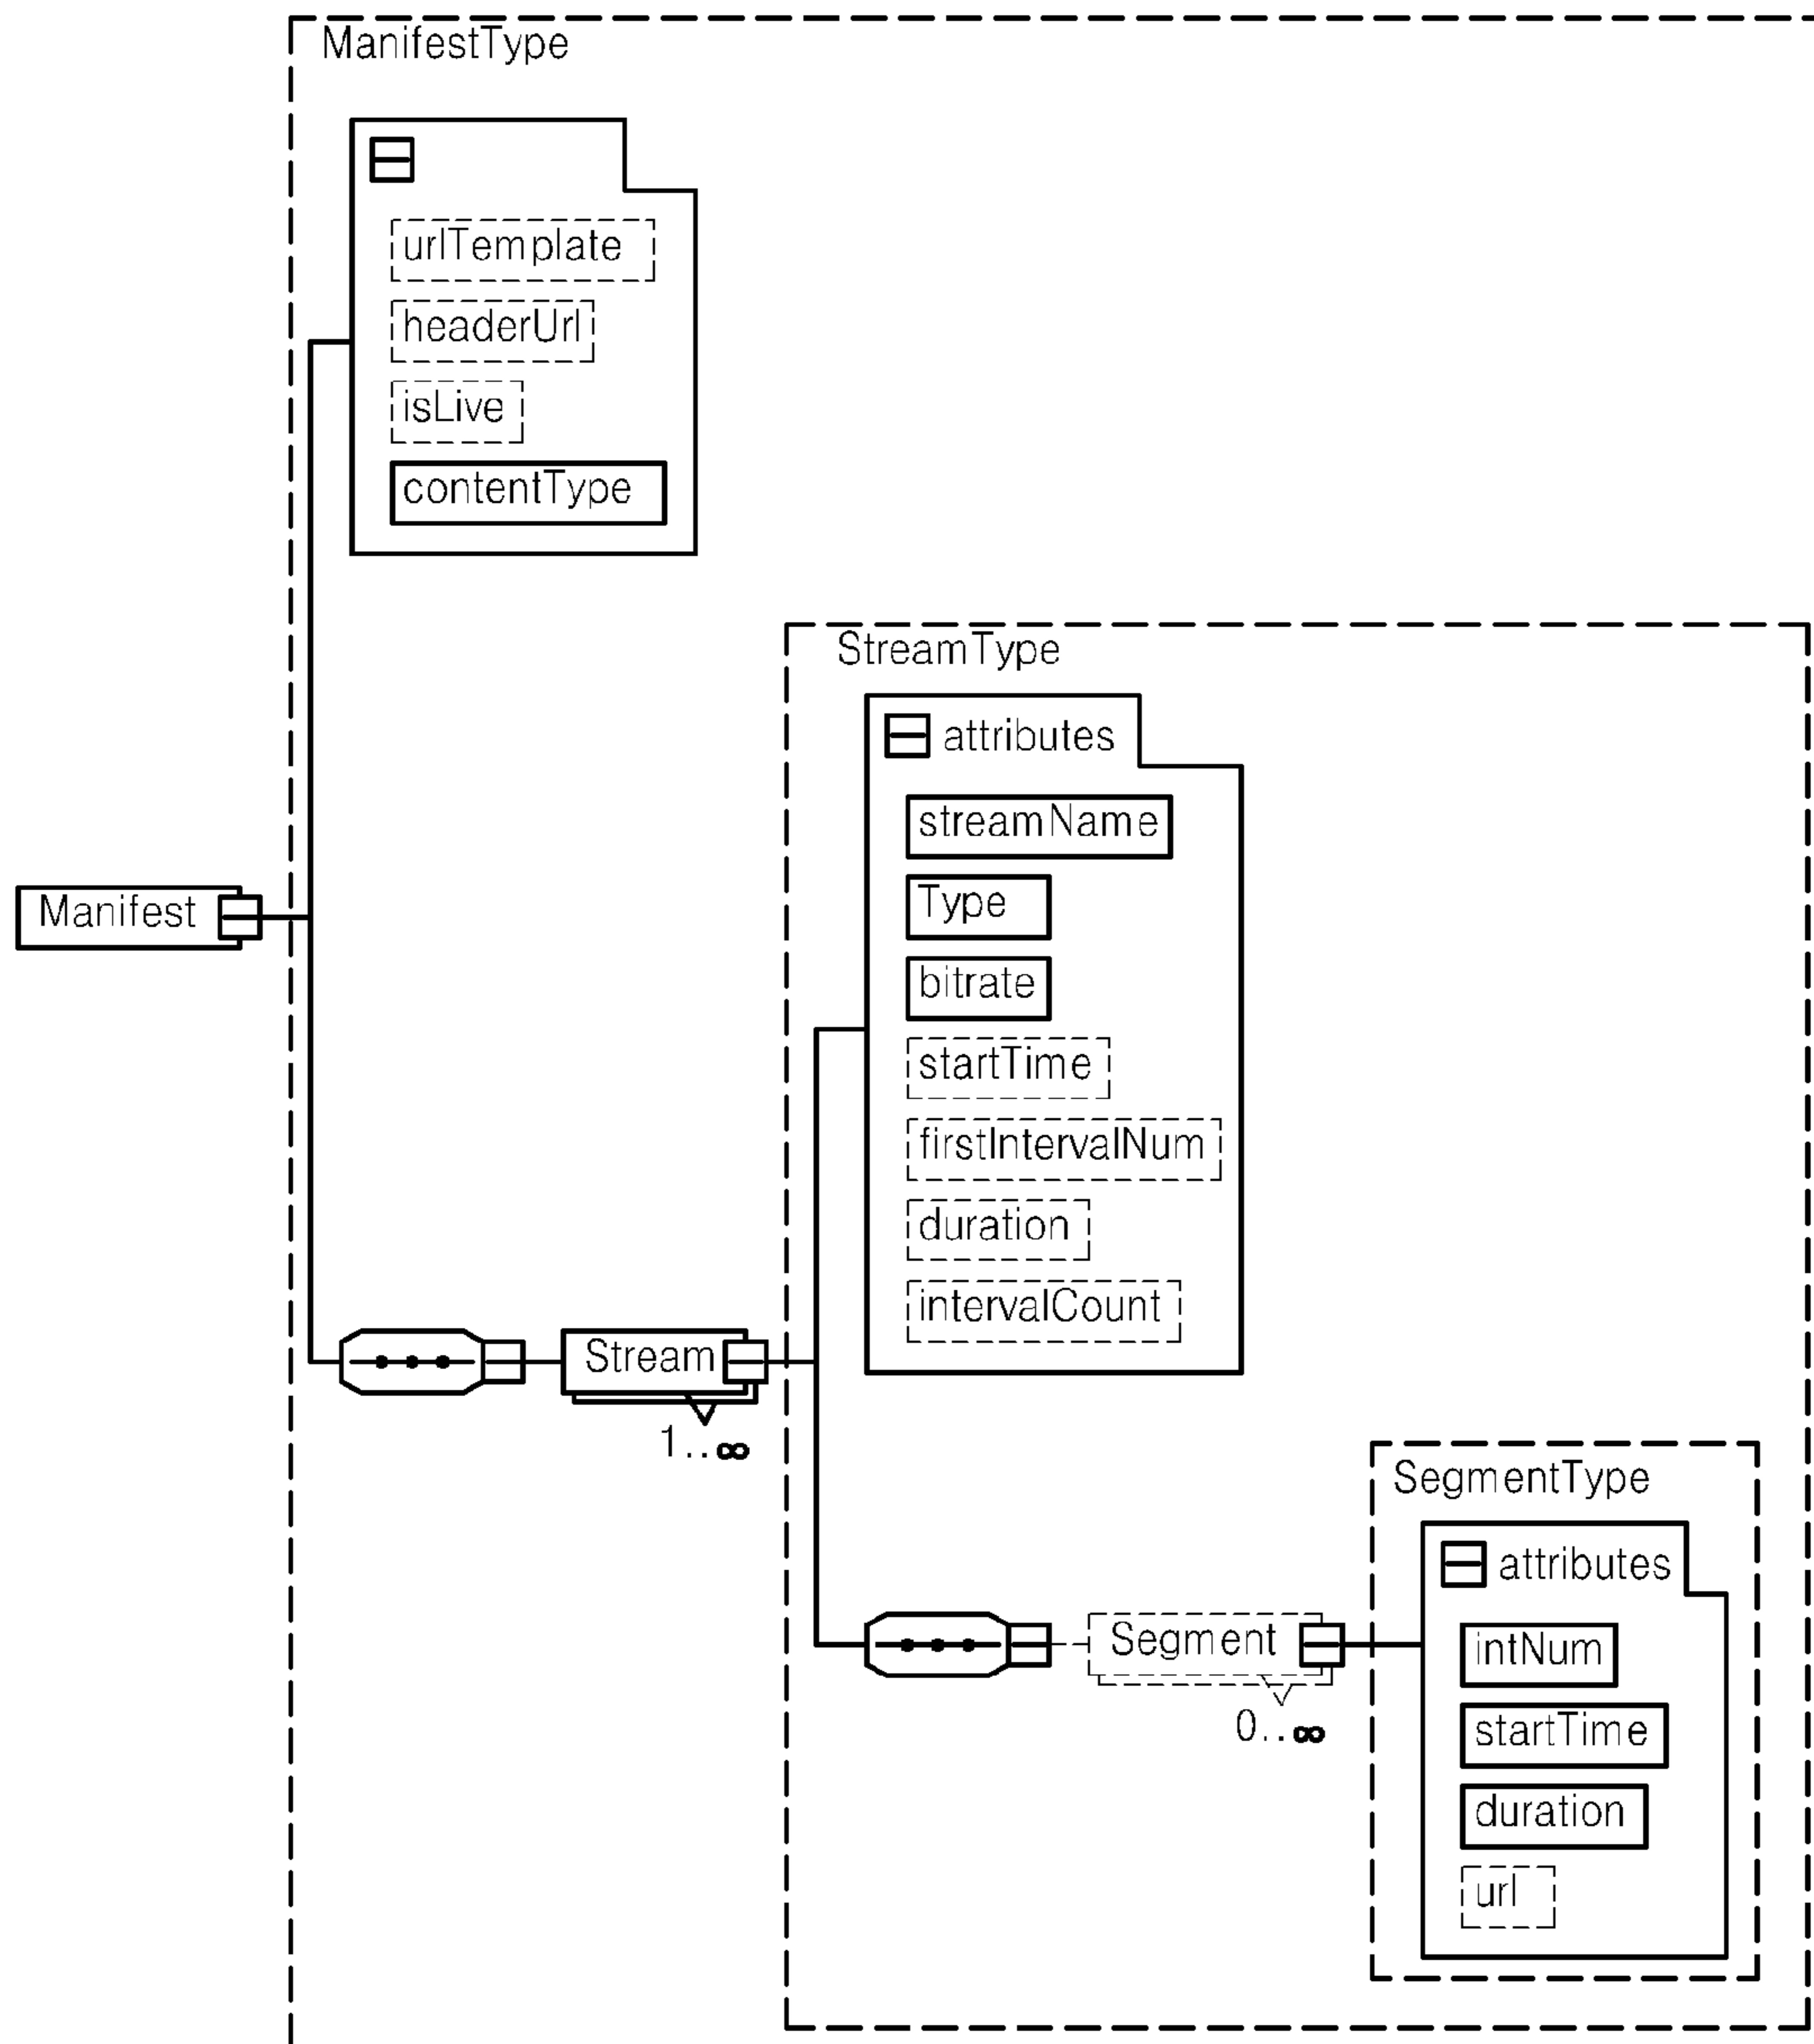 ManifestType
urlTemplate
headerUrl
isLive
contentType
StreamType
attributes
streamName
Type
bitrate
startTime
firstIntervalNum
duration
intervalCount
Manifest
Stream
1..∞
SegmentType
attributes
intNum
startTime
duration
url
Segment
0..∞